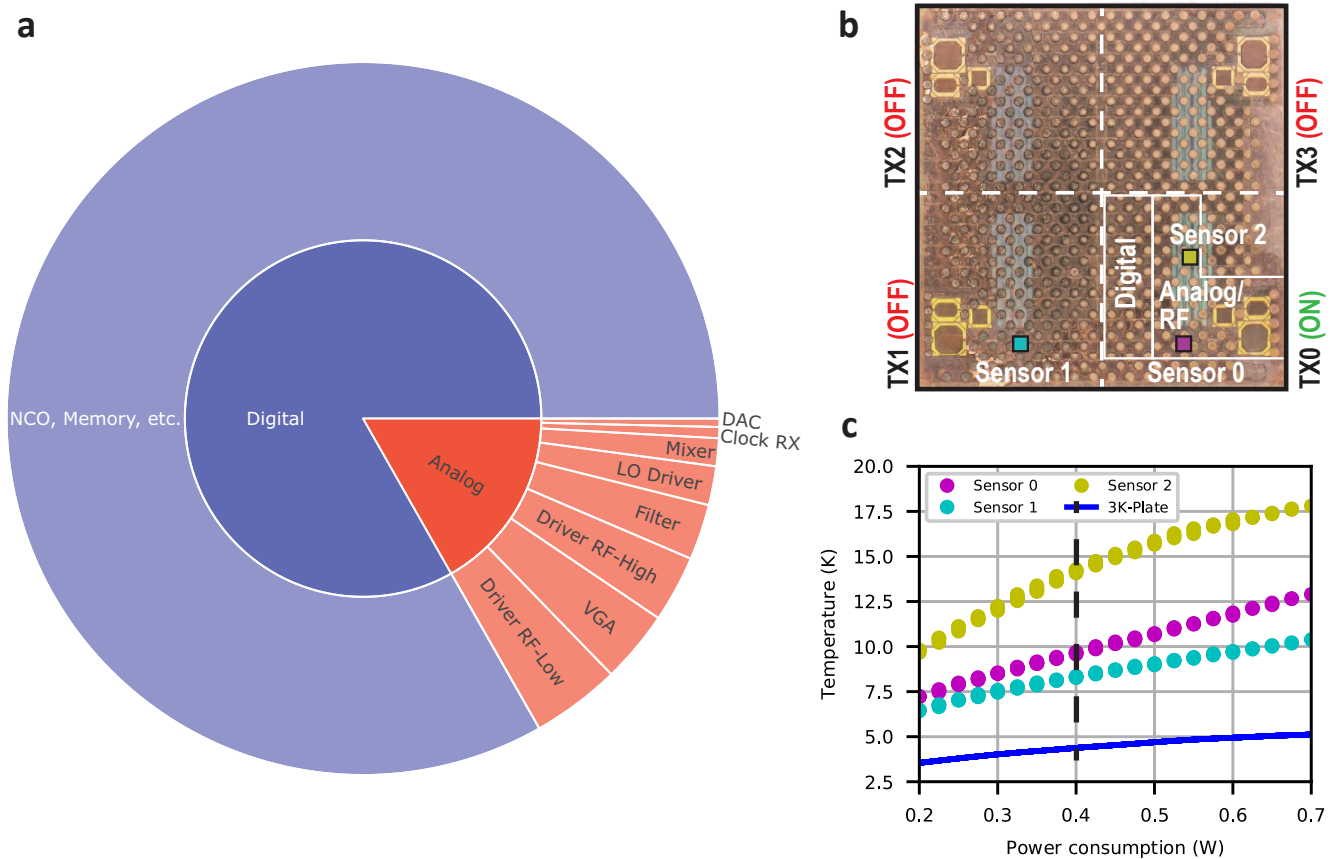 a
NCO, Memory, etc.
Digital
Analog
DAC
Clock RX
Mixer
LO Driver
Filter
Driver RF-High
VGA
Driver RF-Low
b
TX2 (OFF)
TX3 (OFF)
TX1 (OFF)
TX0 (ON)
Sensor 2
Digital
Analog/
RF
Sensor 1
Sensor 0
c
Sensor 0
Sensor 1
Sensor 2
3K-Plate
Temperature (K)
20.0
17.5
15.0
12.5
10.0
7.5
5.0
2.5
0.2 0.3 0.4 0.5 0.6 0.7
Power consumption (W)